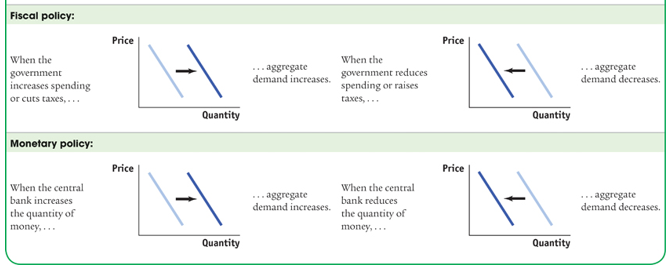 Fiscal policy:
When the
government
increases spending
or cuts taxes, . . .
Price
Quantity
. . . aggregate
demand increases.
When the
government reduces
spending or raises
taxes, . . .
Price
Quantity
. . . aggregate
demand decreases.
Monetary policy:
When the central
bank increases
the quantity of
money, . . .
Price
Quantity
. . . aggregate
demand increases.
When the central
bank reduces
the quantity of
money, . . .
Price
Quantity
. . . aggregate
demand decreases.